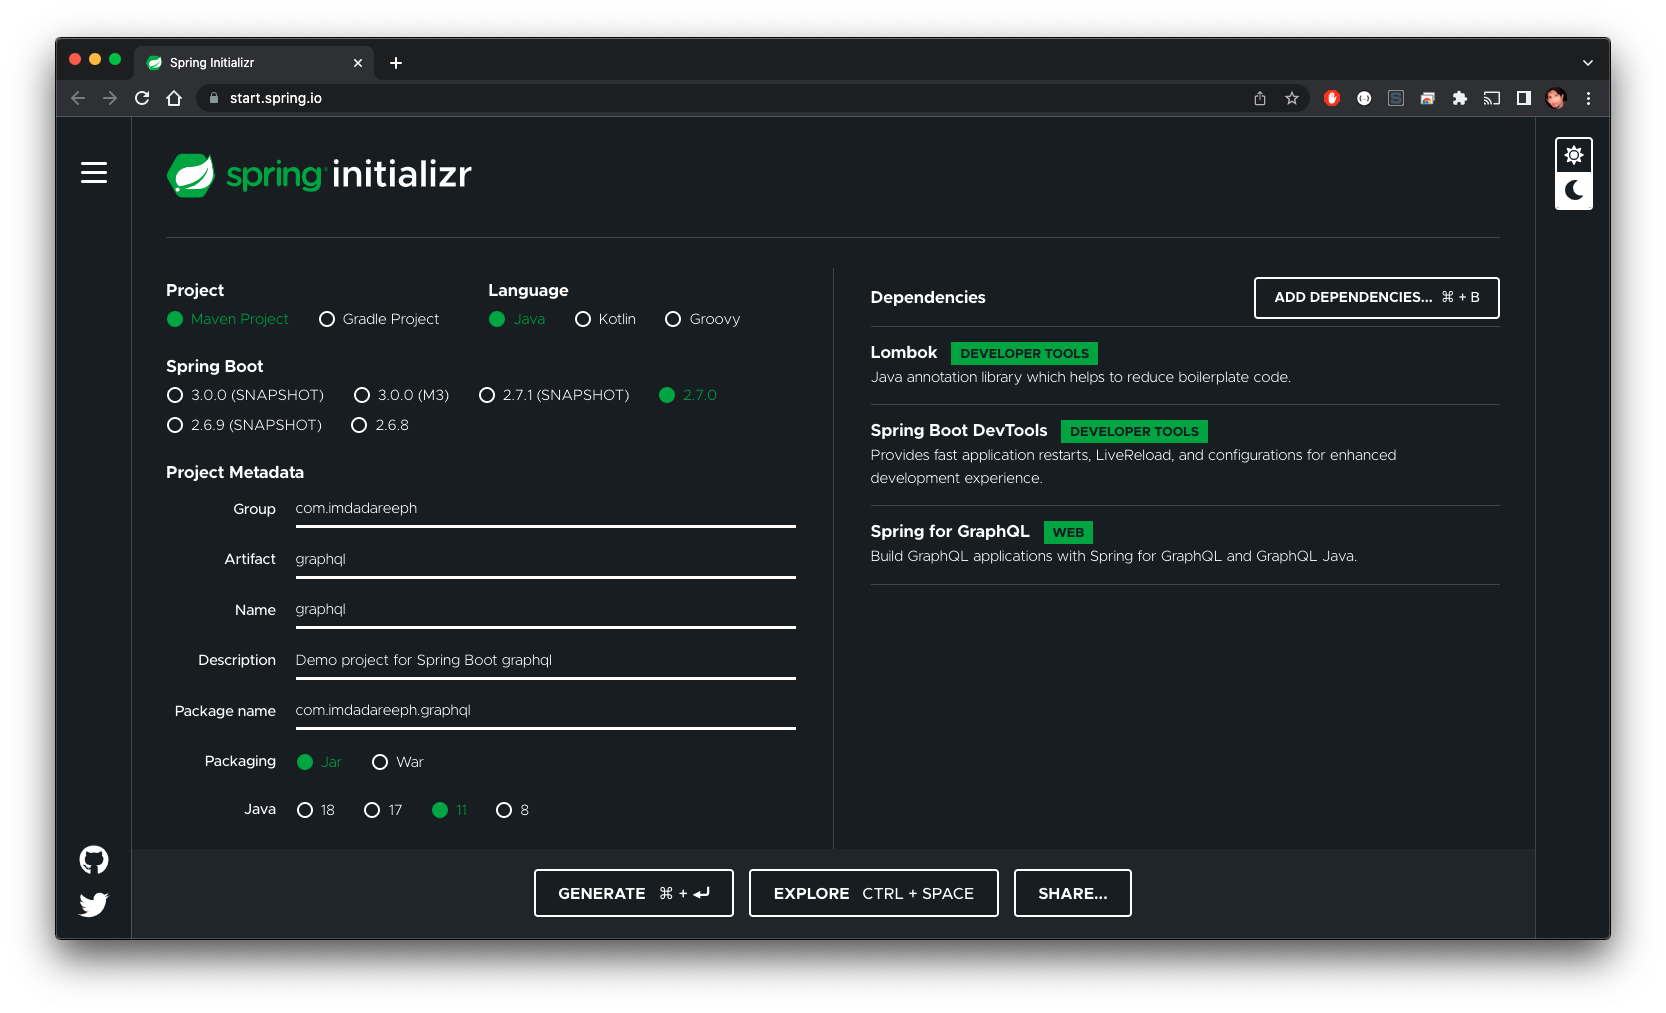 Spring Initializr
start.spring.io
spring initializr
Project
Maven Project Gradle Project
Language
Java Kotlin Groovy
Spring Boot
3.0.0 (SNAPSHOT) 3.0.0 (M3) 2.7.1 (SNAPSHOT) 2.7.0
2.6.9 (SNAPSHOT) 2.6.8
Project Metadata
Group com.imdadareeph
Artifact graphql
Name graphql
Description Demo project for Spring Boot graphql
Package name com.imdadareeph.graphql
Packaging Jar War
Java 18 17 11 8
Dependencies
ADD DEPENDENCIES... ⌘ + B
Lombok DEVELOPER TOOLS
Java annotation library which helps to reduce boilerplate code.
Spring Boot DevTools DEVELOPER TOOLS
Provides fast application restarts, LiveReload, and configurations for enhanced
development experience.
Spring for GraphQL WEB
Build GraphQL applications with Spring for GraphQL and GraphQL Java.
GENERATE ⌘ + ↵
EXPLORE CTRL + SPACE
SHARE...